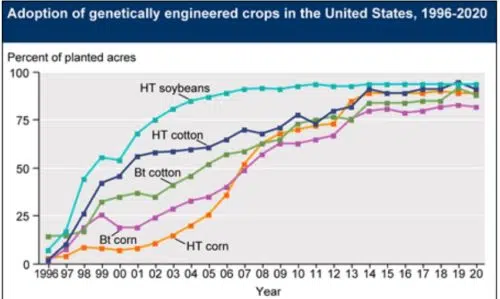 Adoption of genetically engineered crops in the United States, 1996-2020
Percent of planted acres
100
75
50
25
0
HT soybeans
HT cotton
Bt cotton
Bt corn
HT corn
1996 97 98 99 00 01 02 03 04 05 06 07 08 09 10 11 12 13 14 15 16 17 18 19 20
Year